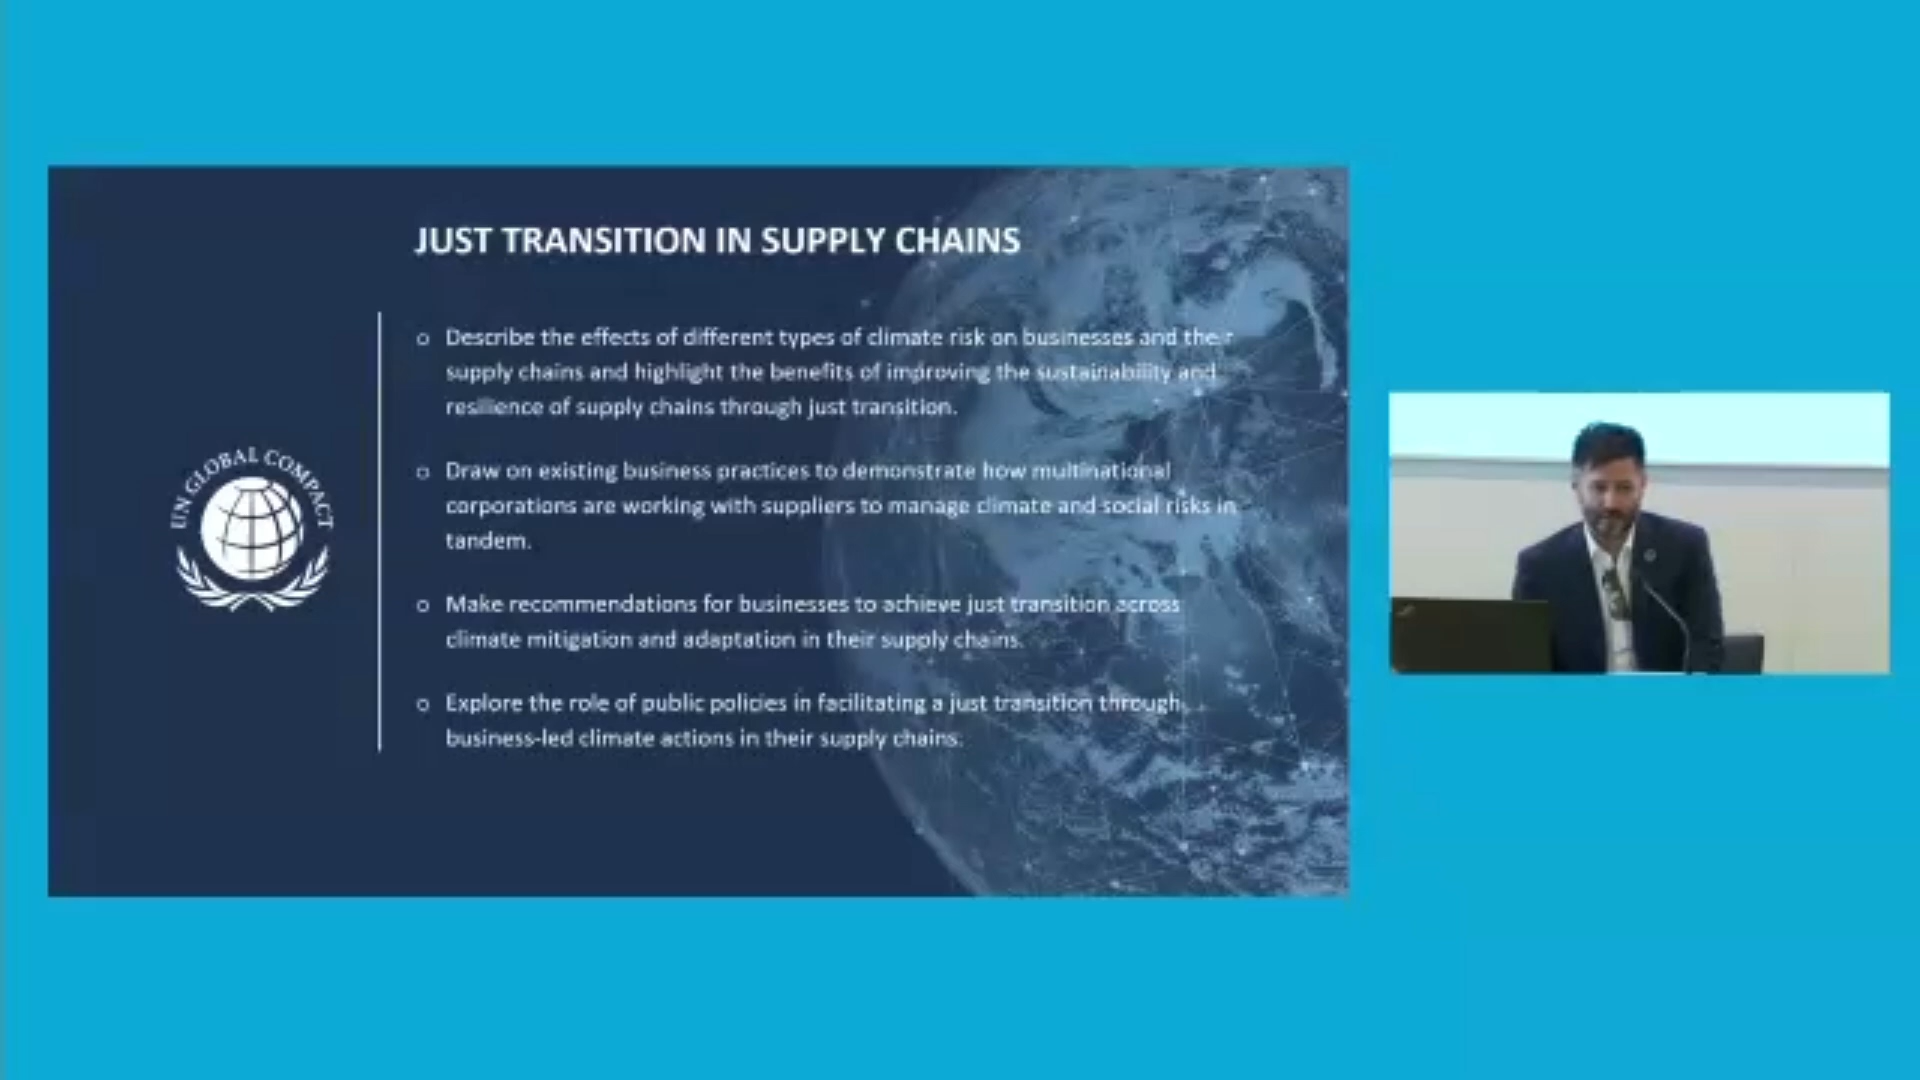 JUST TRANSITION IN SUPPLY CHAINS
o Describe the effects of different types of climate risk on businesses and their
supply chains and highlight the benefits of improving the sustainability and
resilience of supply chains through just transition.
o Draw on existing business practices to demonstrate how multinational
corporations are working with suppliers to manage climate and social risks in
tandem.
o Make recommendations for businesses to achieve just transition across
climate mitigation and adaptation in their supply chains.
o Explore the role of public policies in facilitating a just transition through
business-led climate actions in their supply chains.
UN GLOBAL COMPACT